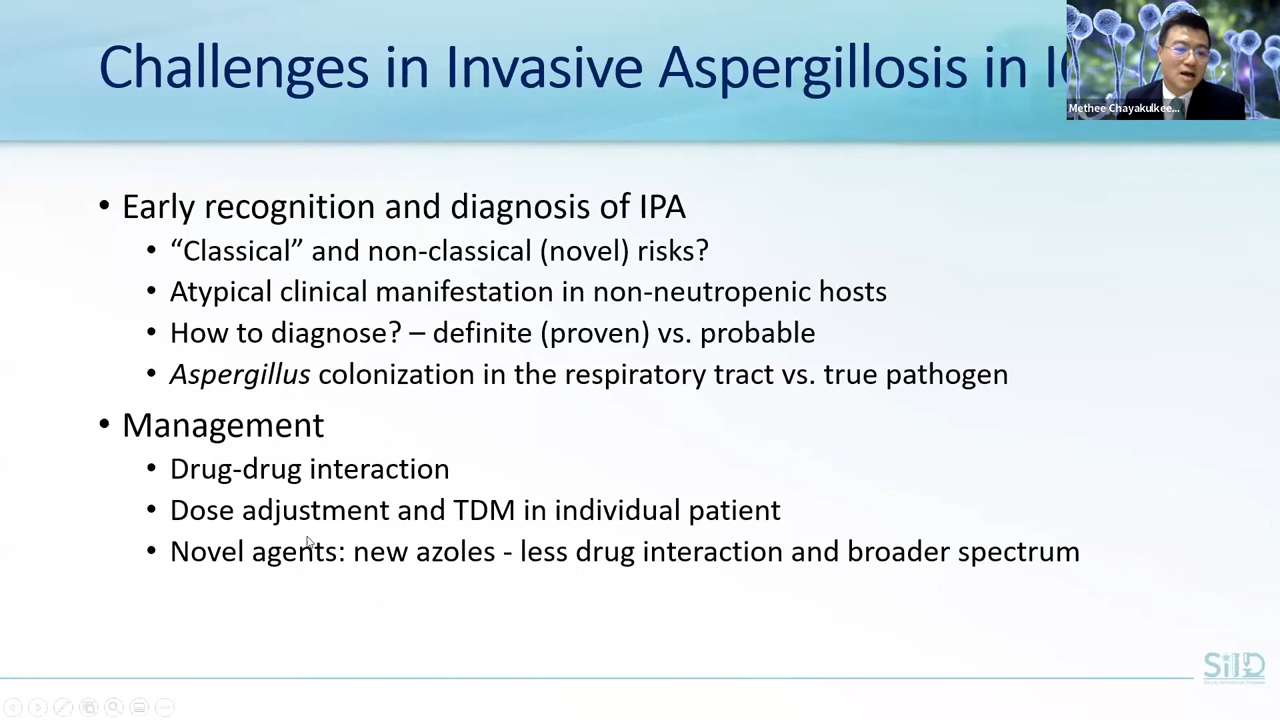 Challenges in Invasive Aspergillosis in
Methee Chayakulkee...
• Early recognition and diagnosis of IPA
• “Classical” and non-classical (novel) risks?
• Atypical clinical manifestation in non-neutropenic hosts
• How to diagnose? – definite (proven) vs. probable
• Aspergillus colonization in the respiratory tract vs. true pathogen
• Management
• Drug-drug interaction
• Dose adjustment and TDM in individual patient
• Novel agents: new azoles - less drug interaction and broader spectrum
SiID